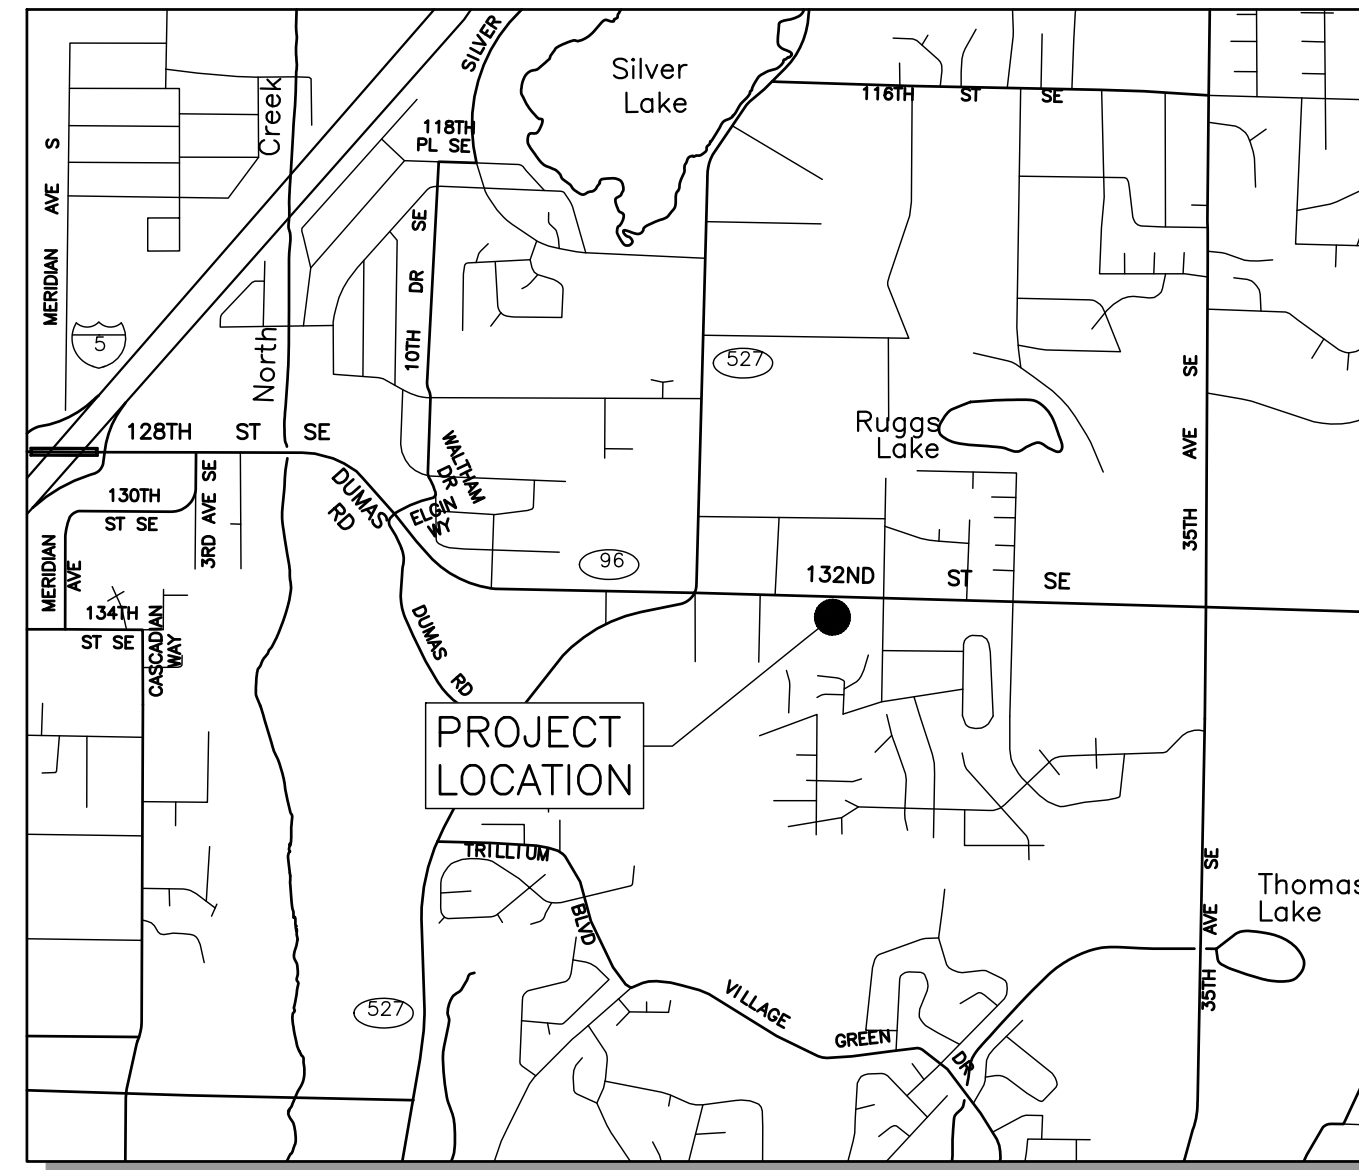 SILVER
Silver
Lake
116TH ST SE
Creek
118TH
PL SE
MERIDIAN AVE S
10TH DR SE
5
North
527
35TH AVE SE
Ruggs
Lake
128TH ST SE
WALTHAM
DR
DUMAS
RD
ELGIN
WY
130TH
ST SE
3RD AVE SE
96
132ND ST SE
MERIDIAN
AVE
134TH
ST SE
CASCADIAN
WAY
DUMAS RD
PROJECT
LOCATION
TRILLIUM
BLVD
35TH AVE SE
Thomas
Lake
527
VILLAGE
GREEN
DR